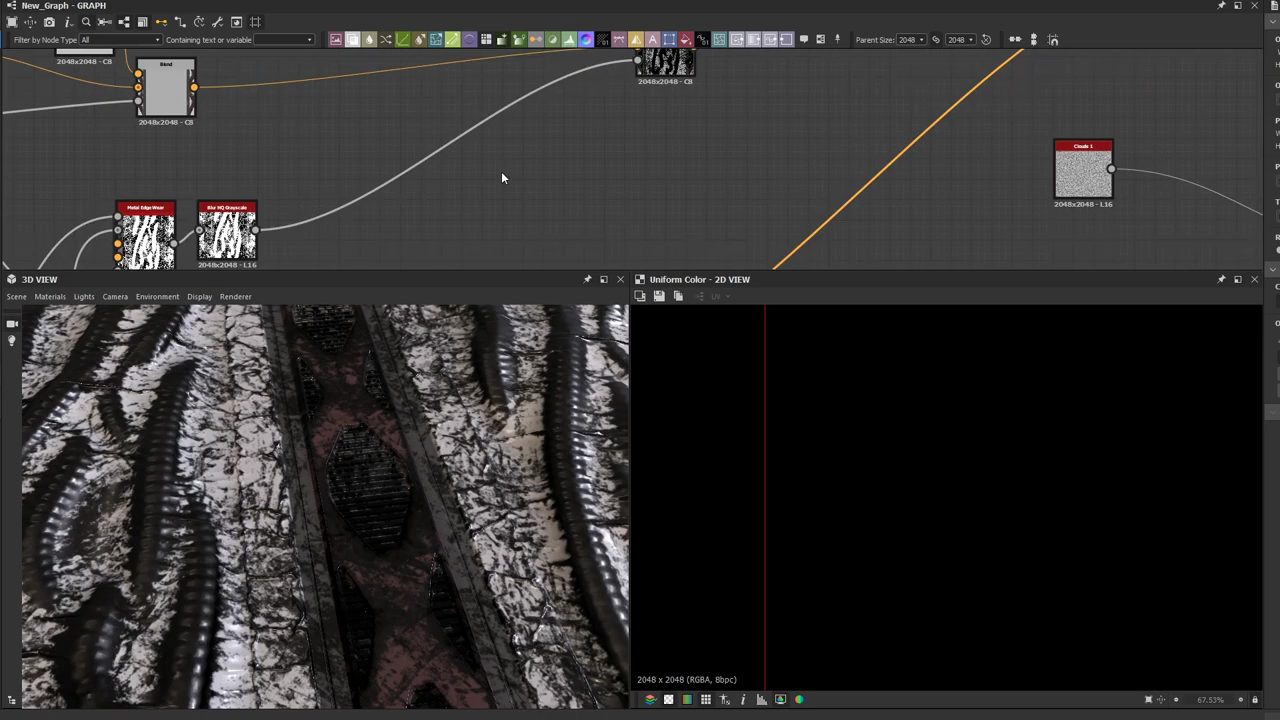 New_Graph - GRAPH
Filter by Node Type All Containing text or variable Parent Size: 2048 2048
2048x2048 - C8
Blend
2048x2048 - C8
2048x2048 - C8
Clouds 1
2048x2048 - L16
Metal Edge Wear
Blur HQ Grayscale
2048x2048 - L16
3D VIEW
Uniform Color - 2D VIEW
Scene Materials Lights Camera Environment Display Renderer
UV
2048 x 2048 (RGBA, 8bpc)
67.53%